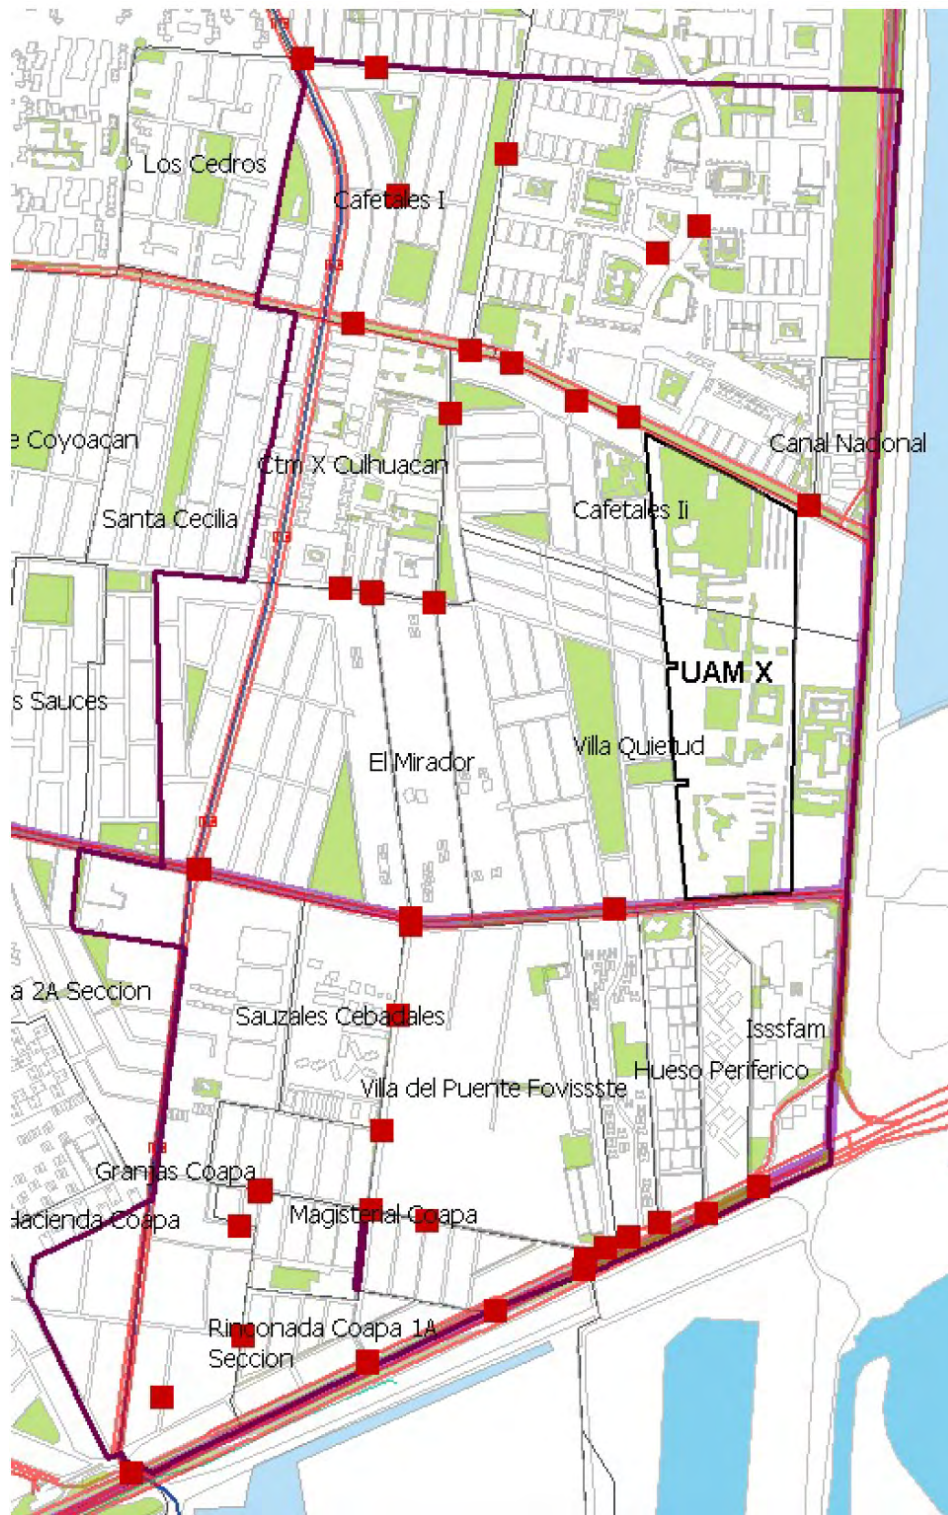 Los Cedros
Cafetales I
e Coyoacan
Ctm X Culhuacan
Canal Nacional
Santa Cecilia
Cafetales Ii
UAM X
s Sauces
Villa Quietud
El Mirador
a 2A Seccion
Sauzales Cebadales
Isssfam
Hueso Periferico
Villa del Puente Fovissste
Gramas Coapa
Hacienda Coapa
Magisterial Coapa
Rinconada Coapa 1A
Seccion